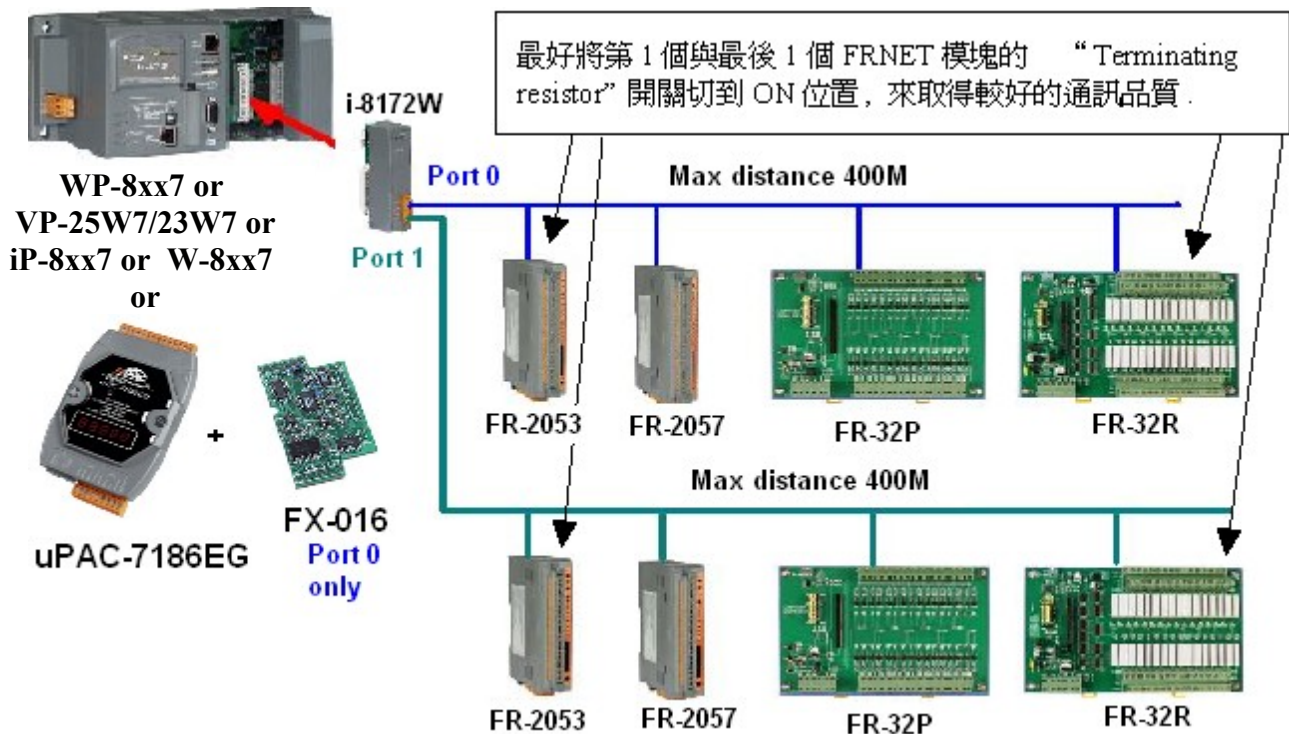 最好將第 1 個與最後 1 個 FRNET 模塊的 “Terminating
resistor” 開關切到 ON 位置, 來取得較好的通訊品質.
i-8172W
WP-8xx7 or
VP-25W7/23W7 or
iP-8xx7 or W-8xx7
or
Port 0
Max distance 400M
Port 1
FR-2053
FR-2057
FR-32P
FR-32R
Max distance 400M
+
uPAC-7186EG
FX-016
Port 0
only
FR-2053
FR-2057
FR-32P
FR-32R